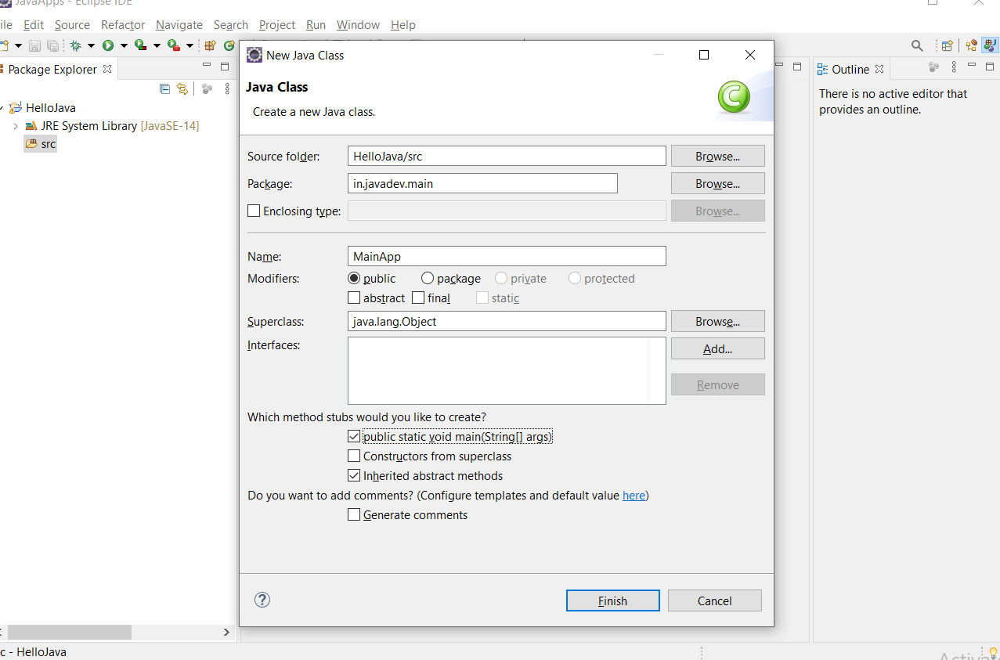 JavaApps - Eclipse IDE
ile Edit Source Refactor Navigate Search Project Run Window Help
Package Explorer
HelloJava
JRE System Library [JavaSE-14]
src
New Java Class
Java Class
Create a new Java class.
Source folder: HelloJava/src Browse...
Package: in.javadev.main Browse...
Enclosing type: Browse...
Name: MainApp
Modifiers: public package private protected
abstract final static
Superclass: java.lang.Object Browse...
Interfaces: Add...
Remove
Which method stubs would you like to create?
public static void main(String[] args)
Constructors from superclass
Inherited abstract methods
Do you want to add comments? (Configure templates and default value here)
Generate comments
Finish Cancel
Outline
There is no active editor that
provides an outline.
c - HelloJava